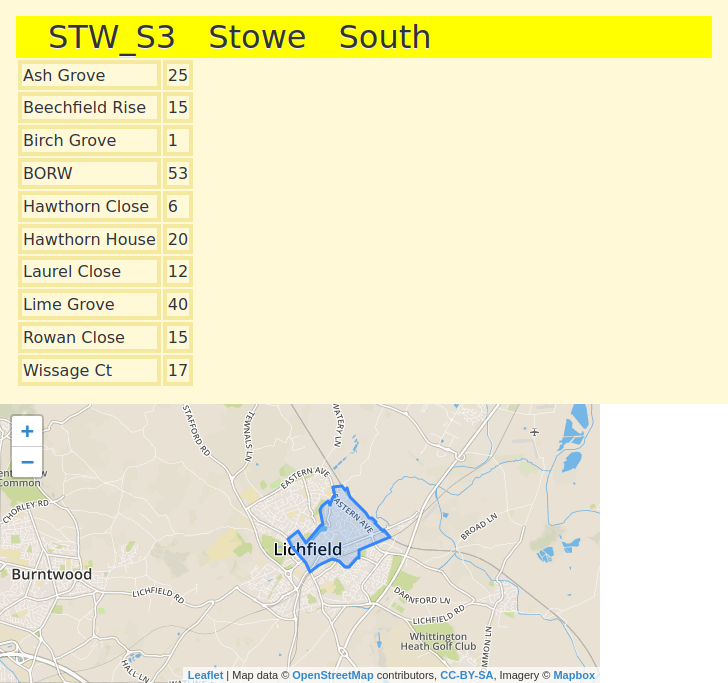 STW_S3 Stowe South
Ash Grove 25
Beechfield Rise 15
Birch Grove 1
BORW 53
Hawthorn Close 6
Hawthorn House 20
Laurel Close 12
Lime Grove 40
Rowan Close 15
Wissage Ct 17
+
−
STAFFORD RD
TEWNALS LN
WATERY LN
Common
CHORLEY RD
EASTERN AVE
EASTERN AVE
BROAD LN
Lichfield
Burntwood
LICHFIELD RD
DARNFORD LN
LICHFIELD RD
Whittington
Heath Golf Club
HALL LN
MMON LN
Leaflet | Map data © OpenStreetMap contributors, CC-BY-SA, Imagery © Mapbox